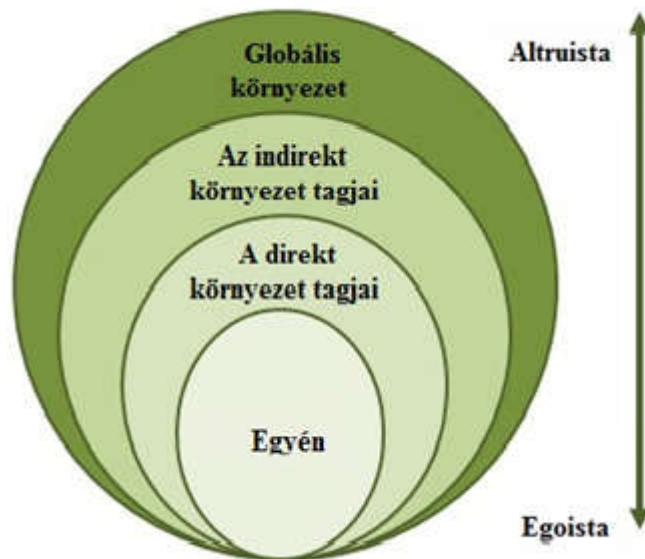 Globális
környezet
Altruista
Az indirekt
környezet tagjai
A direkt
környezet tagjai
Egyén
Egoista